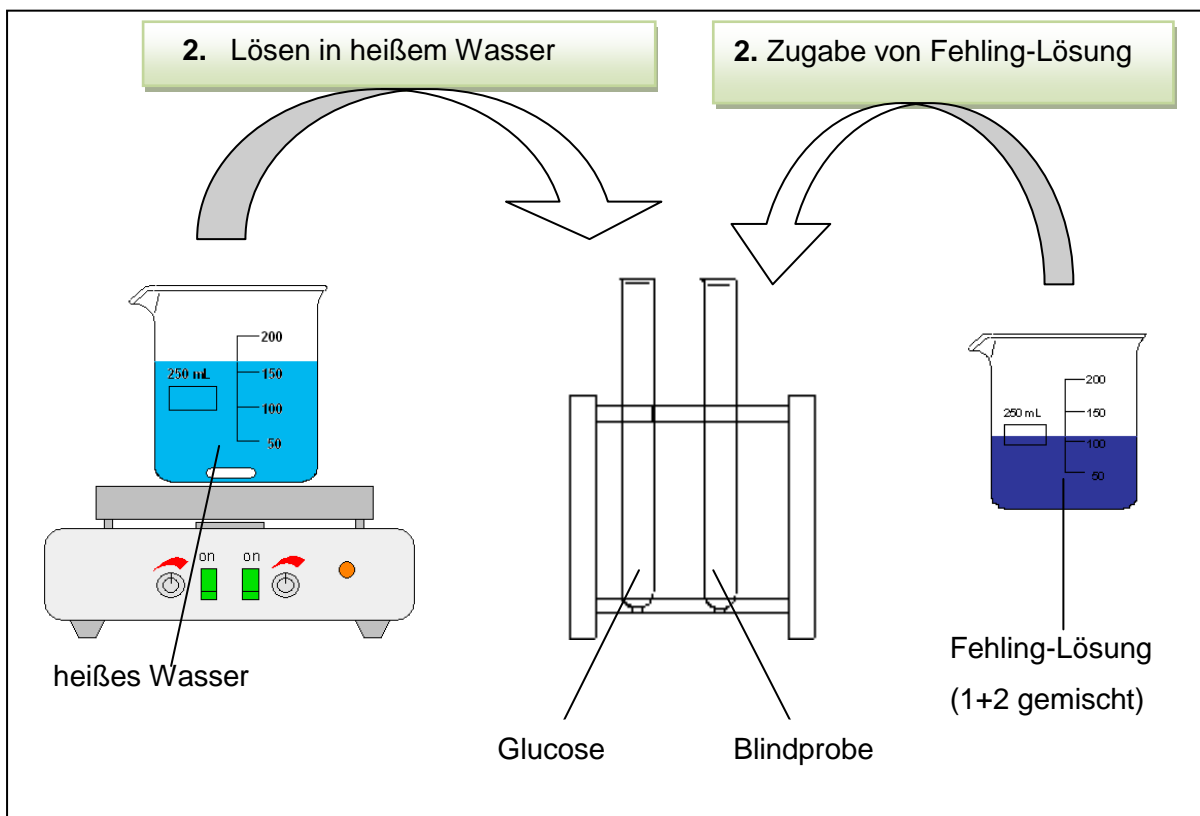 2. Lösen in heißem Wasser
2. Zugabe von Fehling-Lösung
200
250 mL
150
100
50
on on
heißes Wasser
Glucose
Blindprobe
200
250 mL
150
100
50
Fehling-Lösung
(1+2 gemischt)